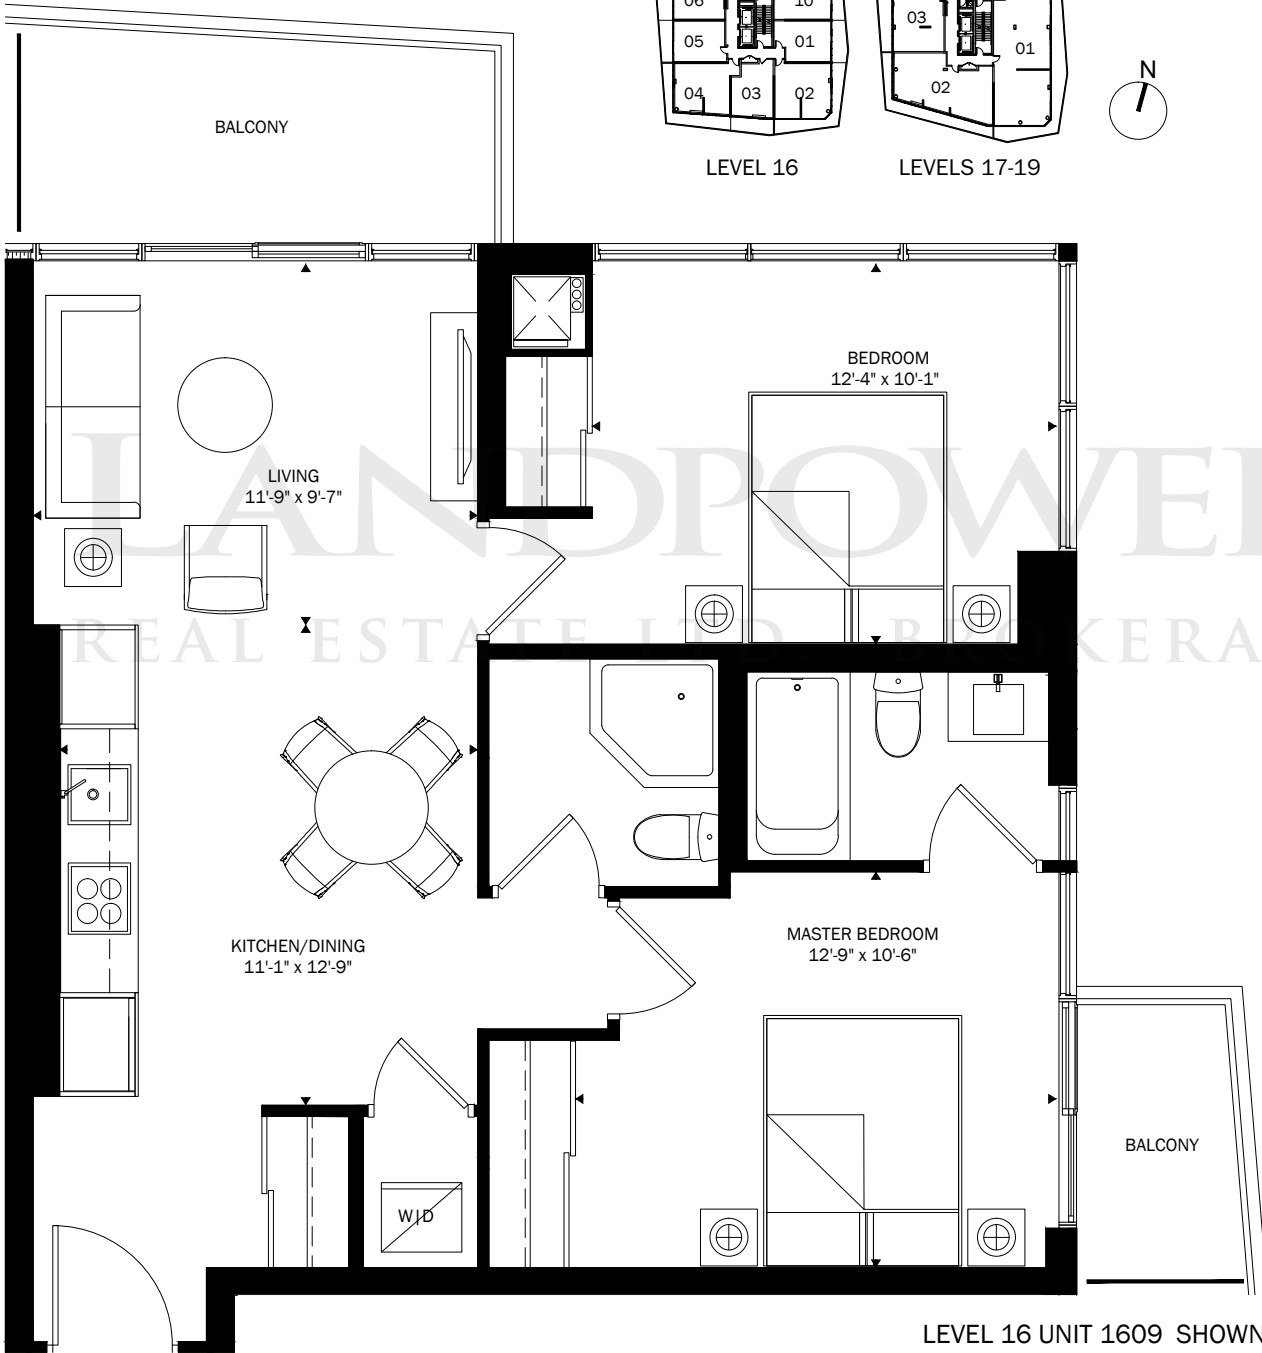 06
10
05
01
04
03
02
LEVEL 16
03
01
02
LEVELS 17-19
N
BALCONY
BEDROOM
12'-4" x 10'-1"
LIVING
11'-9" x 9'-7"
LANDPOWE
REAL ESTATE LTD. BROKERA
KITCHEN/DINING
11'-1" x 12'-9"
MASTER BEDROOM
12'-9" x 10'-6"
BALCONY
W/D
LEVEL 16 UNIT 1609 SHOWN